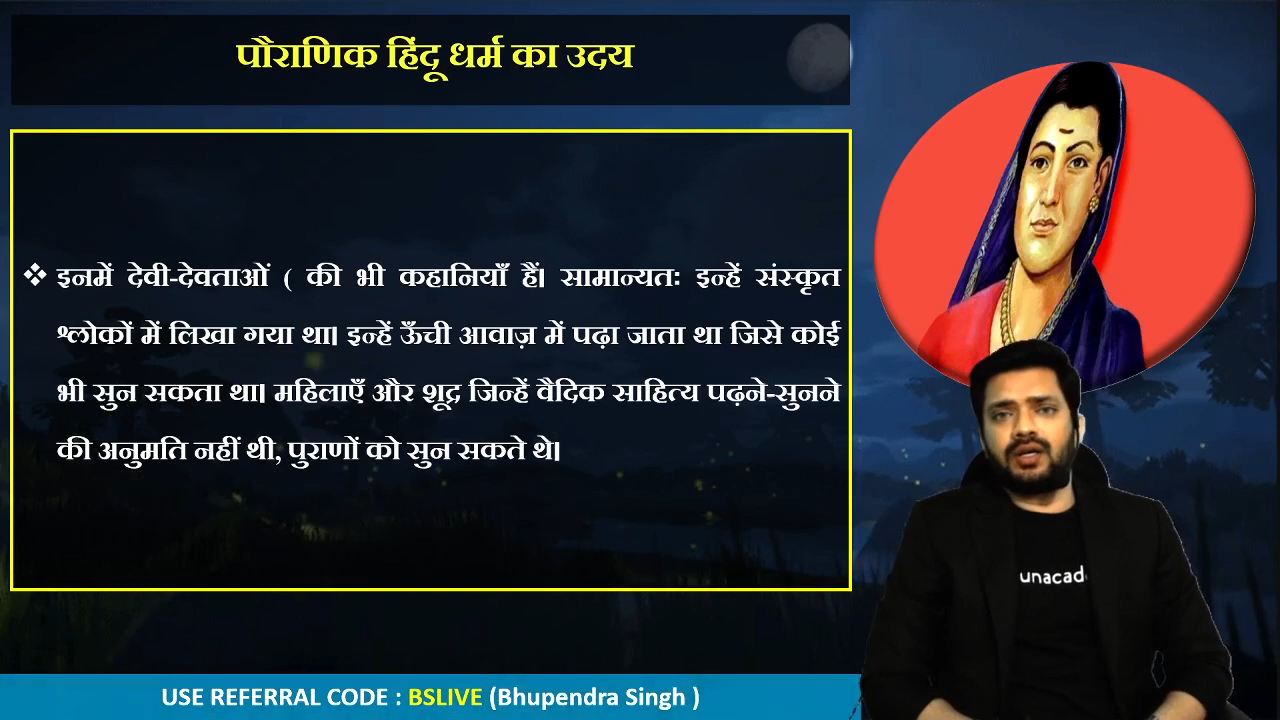 पौराणिक हिंदू धर्म का उदय
❖ इनमें देवी-देवताओं ( की भी कहानियाँ हैं। सामान्यतः इन्हें संस्कृत
श्लोकों में लिखा गया था। इन्हें ऊँची आवाज़ में पढ़ा जाता था जिसे कोई
भी सुन सकता था। महिलाएँ और शूद्र जिन्हें वैदिक साहित्य पढ़ने-सुनने
की अनुमति नहीं थी, पुराणों को सुन सकते थे।
unacad
USE REFERRAL CODE : BSLIVE (Bhupendra Singh )